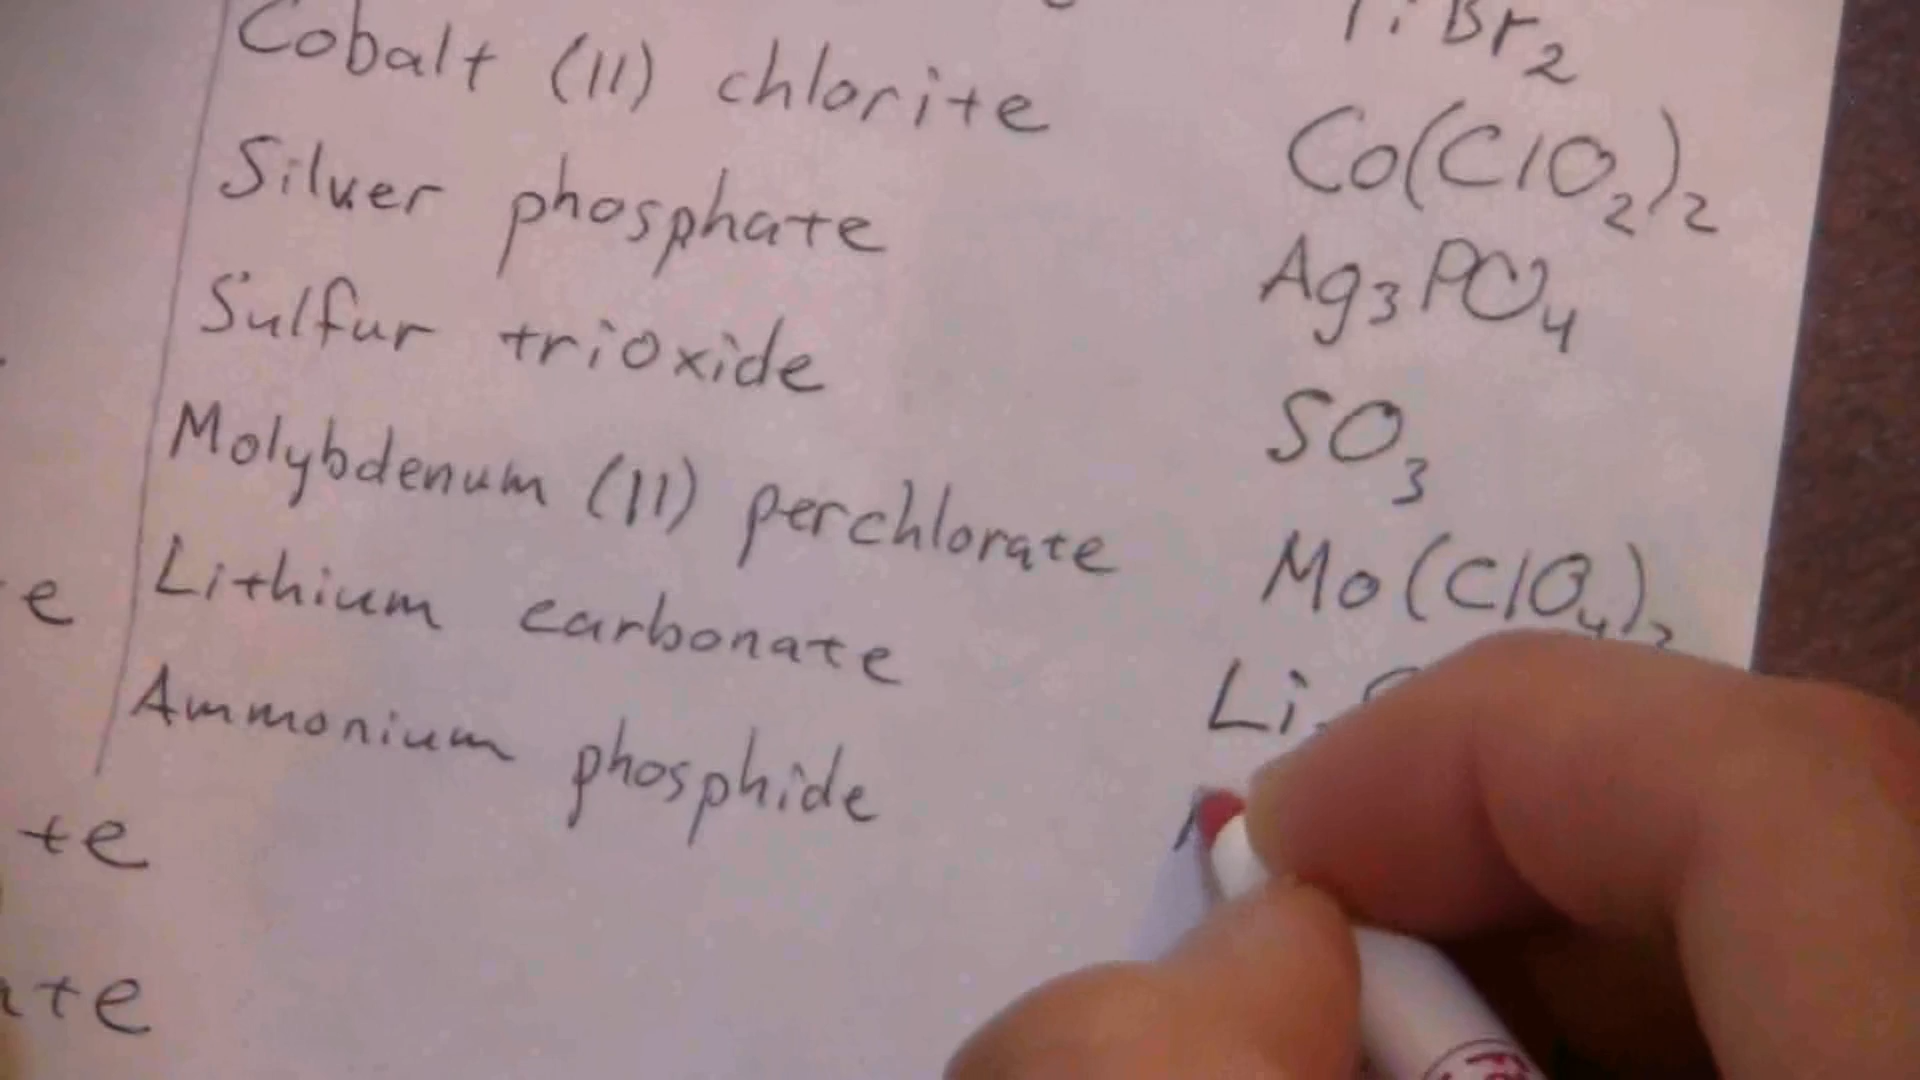 TiBr2
Cobalt (II) chlorite Co(ClO2)2
Silver phosphate Ag3PO4
Sulfur trioxide SO3
Molybdenum (II) perchlorate Mo(ClO4)2
Lithium carbonate Li
Ammonium phosphide
e
te
te